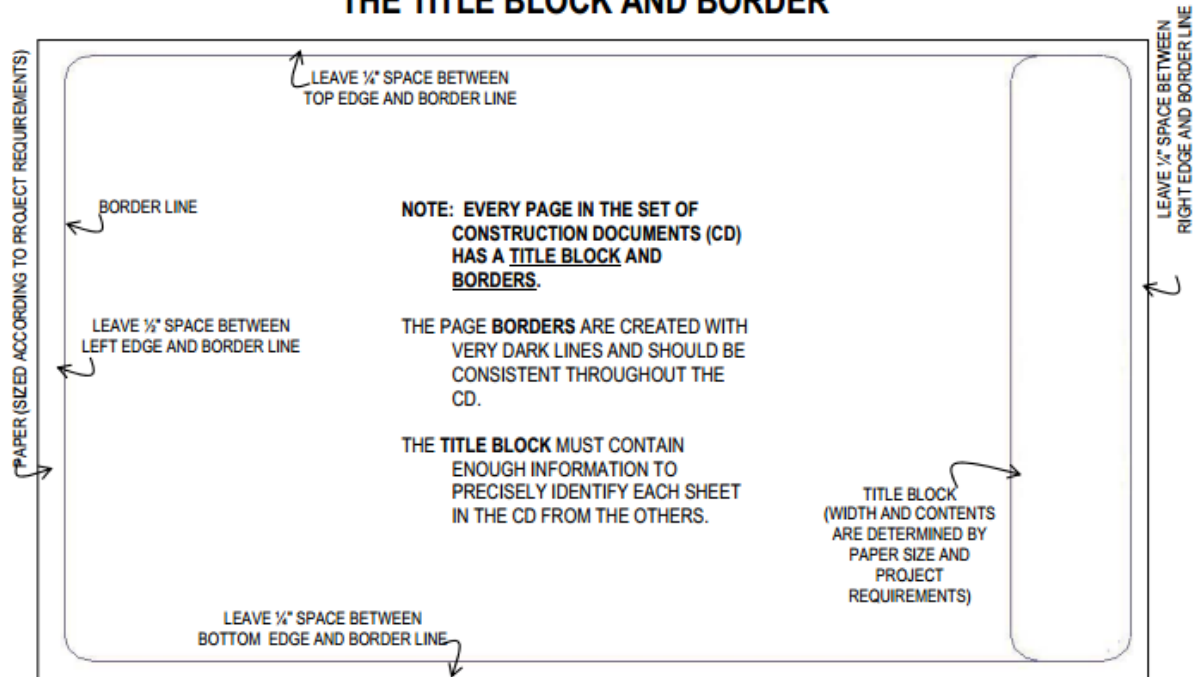 THE TITLE BLOCK AND BORDER
LEAVE ¼" SPACE BETWEEN
TOP EDGE AND BORDER LINE
PAPER (SIZED ACCORDING TO PROJECT REQUIREMENTS)
LEAVE ¼" SPACE BETWEEN
RIGHT EDGE AND BORDER LINE
BORDER LINE
NOTE: EVERY PAGE IN THE SET OF
CONSTRUCTION DOCUMENTS (CD)
HAS A TITLE BLOCK AND
BORDERS.
LEAVE ½" SPACE BETWEEN
LEFT EDGE AND BORDER LINE
THE PAGE BORDERS ARE CREATED WITH
VERY DARK LINES AND SHOULD BE
CONSISTENT THROUGHOUT THE
CD.
THE TITLE BLOCK MUST CONTAIN
ENOUGH INFORMATION TO
PRECISELY IDENTIFY EACH SHEET
IN THE CD FROM THE OTHERS.
TITLE BLOCK
(WIDTH AND CONTENTS
ARE DETERMINED BY
PAPER SIZE AND
PROJECT
REQUIREMENTS)
LEAVE ¼" SPACE BETWEEN
BOTTOM EDGE AND BORDER LINE